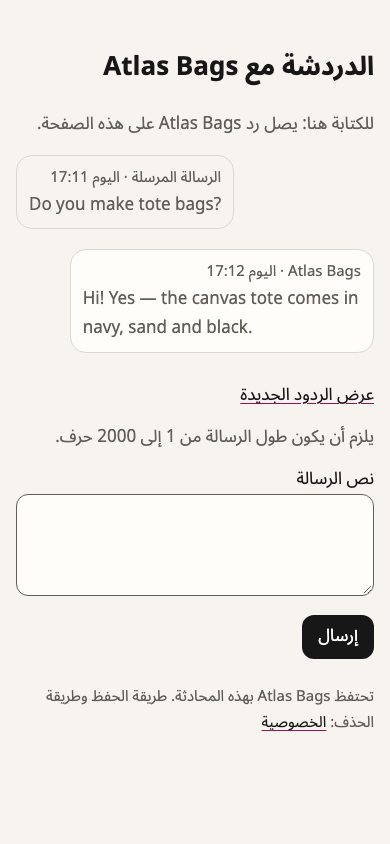 الدردشة مع Atlas Bags
للكتابة هنا: يصل رد Atlas Bags على هذه الصفحة.
الرسالة المرسلة · اليوم 17:11
Do you make tote bags?
Atlas Bags · اليوم 17:12
Hi! Yes — the canvas tote comes in
navy, sand and black.
عرض الردود الجديدة
يلزم أن يكون طول الرسالة من 1 إلى 2000 حرف.
نص الرسالة
إرسال
تحتفظ Atlas Bags بهذه المحادثة. طريقة الحفظ وطريقة
الحذف: الخصوصية